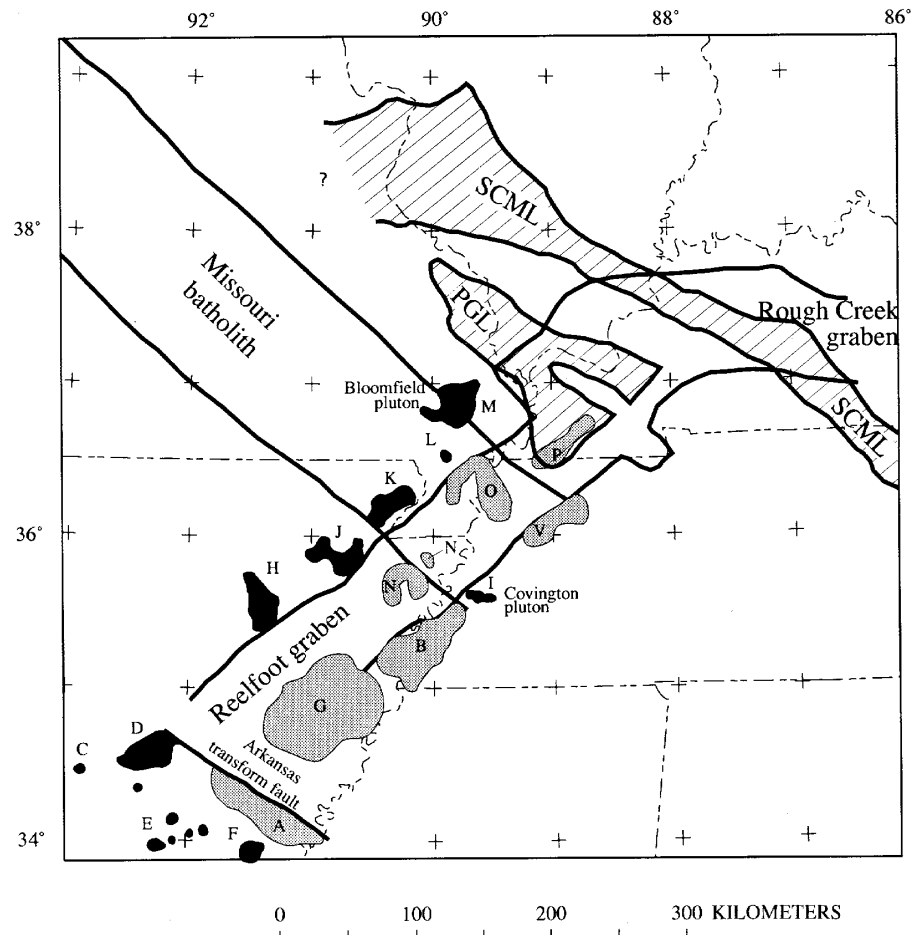 92° 90° 88° 86°
SCML
?
38°
Missouri
batholith
PGL
Rough Creek
graben
Bloomfield
pluton
M
SCML
L
P
K
O
36°
J
V
N
H
N
I
Covington
pluton
B
Reelfoot graben
G
D
C
Arkansas
transform fault
E
F
A
34°
0 100 200 300 KILOMETERS